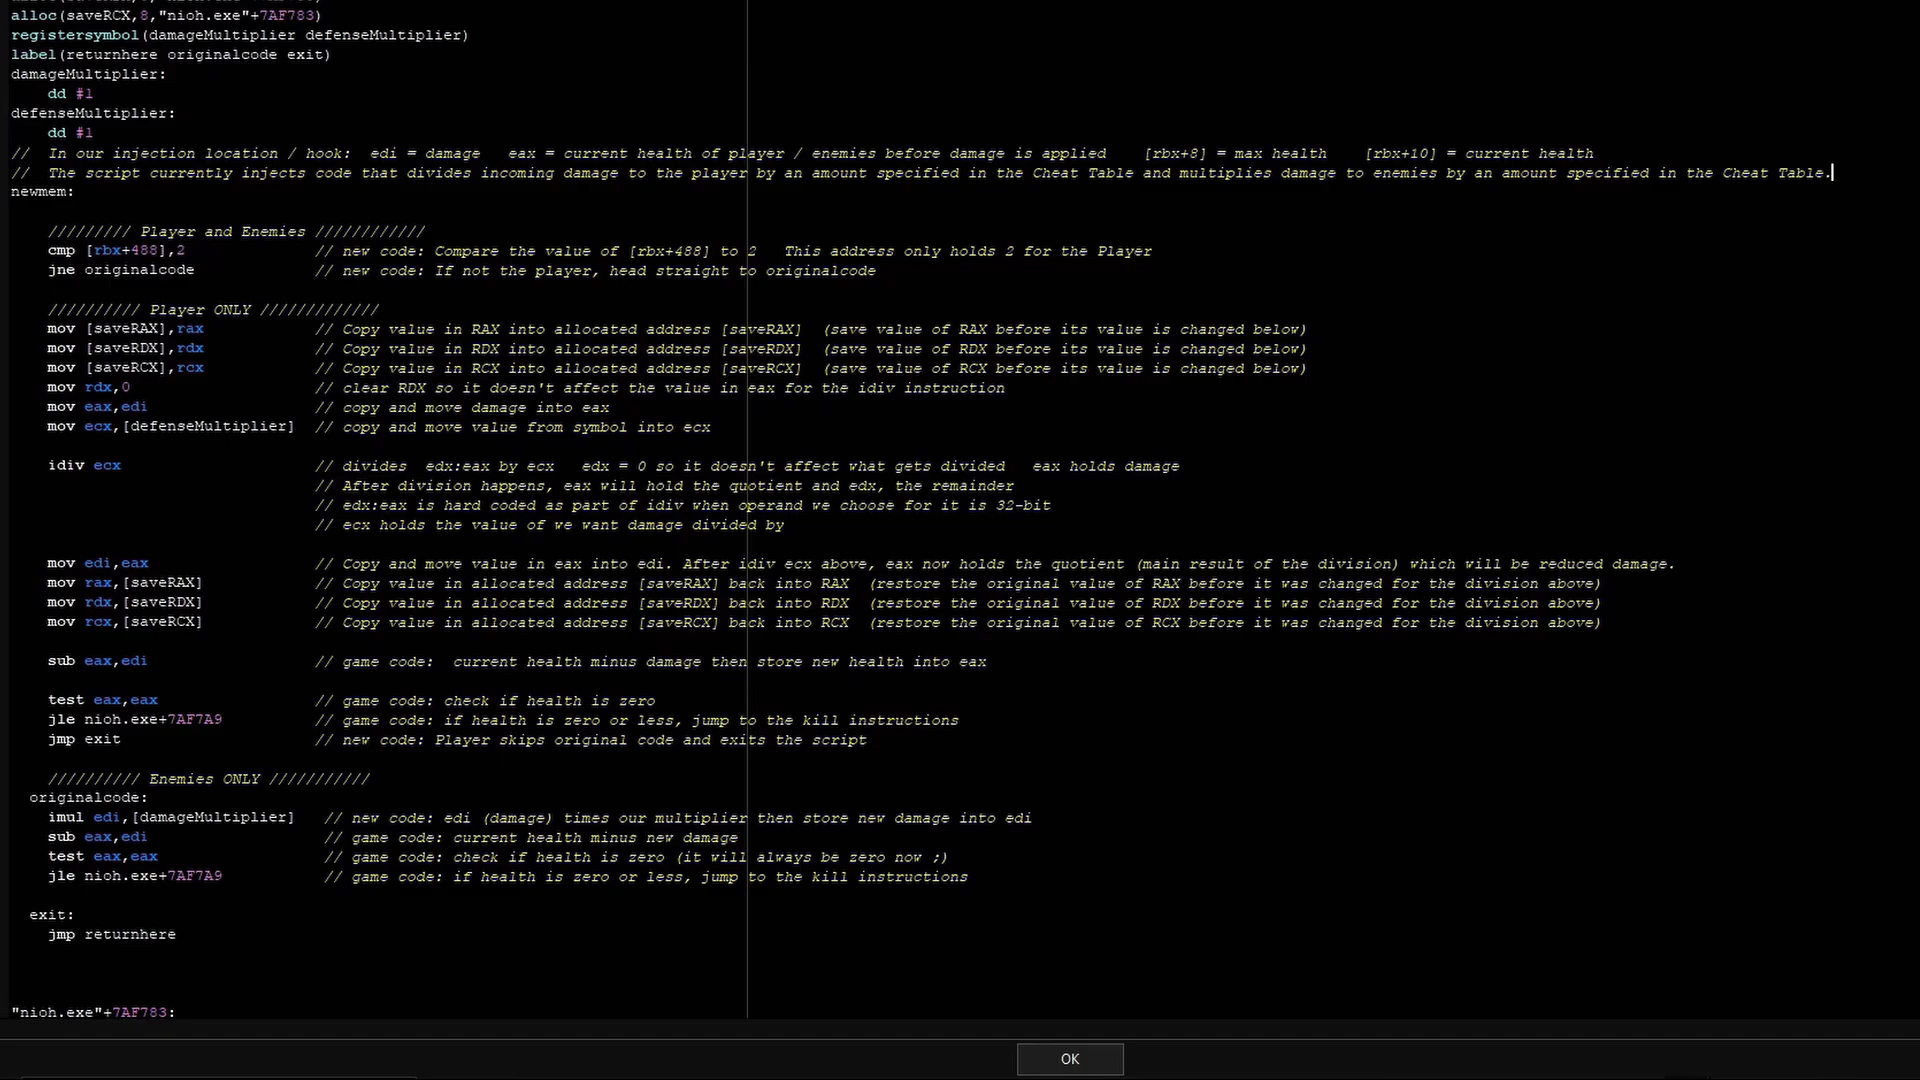 alloc(saveRCX,8,"nioh.exe"+7AF783)
registersymbol(damageMultiplier defenseMultiplier)
label(returnhere originalcode exit)
damageMultiplier:
dd #1
defenseMultiplier:
dd #1
// In our injection location / hook: edi = damage eax = current health of player / enemies before damage is applied [rbx+8] = max health [rbx+10] = current health
// The script currently injects code that divides incoming damage to the player by an amount specified in the Cheat Table and multiplies damage to enemies by an amount specified in the Cheat Table.
newmem:
///////// Player and Enemies ////////////
cmp [rbx+488],2 // new code: Compare the value of [rbx+488] to 2 This address only holds 2 for the Player
jne originalcode // new code: If not the player, head straight to originalcode
////////// Player ONLY /////////////
mov [saveRAX],rax // Copy value in RAX into allocated address [saveRAX] (save value of RAX before its value is changed below)
mov [saveRDX],rdx // Copy value in RDX into allocated address [saveRDX] (save value of RDX before its value is changed below)
mov [saveRCX],rcx // Copy value in RCX into allocated address [saveRCX] (save value of RCX before its value is changed below)
mov rdx,0 // clear RDX so it doesn't affect the value in eax for the idiv instruction
mov eax,edi // copy and move damage into eax
mov ecx,[defenseMultiplier] // copy and move value from symbol into ecx
idiv ecx // divides edx:eax by ecx edx = 0 so it doesn't affect what gets divided eax holds damage
// After division happens, eax will hold the quotient and edx, the remainder
// edx:eax is hard coded as part of idiv when operand we choose for it is 32-bit
// ecx holds the value of we want damage divided by
mov edi,eax // Copy and move value in eax into edi. After idiv ecx above, eax now holds the quotient (main result of the division) which will be reduced damage.
mov rax,[saveRAX] // Copy value in allocated address [saveRAX] back into RAX (restore the original value of RAX before it was changed for the division above)
mov rdx,[saveRDX] // Copy value in allocated address [saveRDX] back into RDX (restore the original value of RDX before it was changed for the division above)
mov rcx,[saveRCX] // Copy value in allocated address [saveRCX] back into RCX (restore the original value of RCX before it was changed for the division above)
sub eax,edi // game code: current health minus damage then store new health into eax
test eax,eax // game code: check if health is zero
jle nioh.exe+7AF7A9 // game code: if health is zero or less, jump to the kill instructions
jmp exit // new code: Player skips original code and exits the script
////////// Enemies ONLY ///////////
originalcode:
imul edi,[damageMultiplier] // new code: edi (damage) times our multiplier then store new damage into edi
sub eax,edi // game code: current health minus new damage
test eax,eax // game code: check if health is zero (it will always be zero now ;)
jle nioh.exe+7AF7A9 // game code: if health is zero or less, jump to the kill instructions
exit:
jmp returnhere
"nioh.exe"+7AF783:
OK